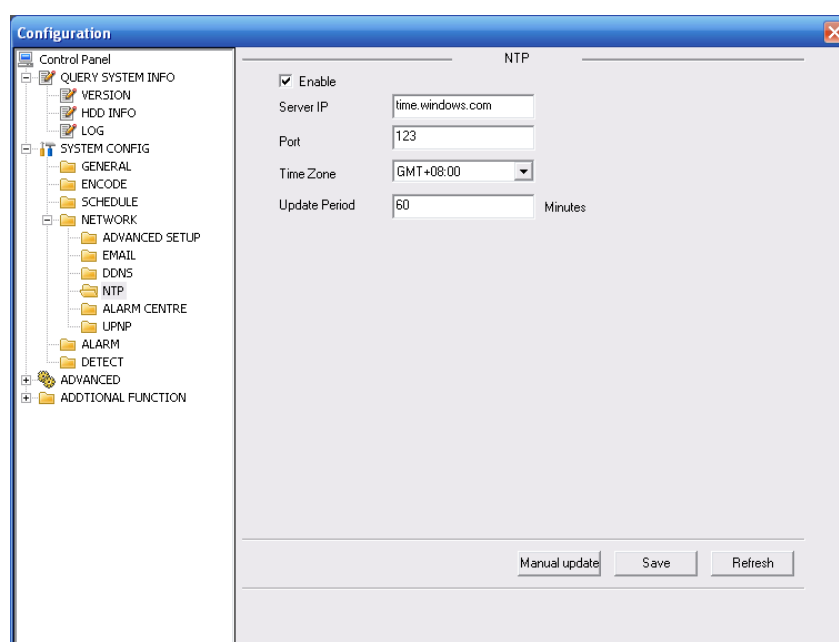 Configuration
Control Panel
QUERY SYSTEM INFO
VERSION
HDD INFO
LOG
SYSTEM CONFIG
GENERAL
ENCODE
SCHEDULE
NETWORK
ADVANCED SETUP
EMAIL
DDNS
NTP
ALARM CENTRE
UPNP
ALARM
DETECT
ADVANCED
ADDTIONAL FUNCTION
NTP
Enable
Server IP time.windows.com
Port 123
Time Zone GMT+08:00
Update Period 60 Minutes
Manual update Save Refresh